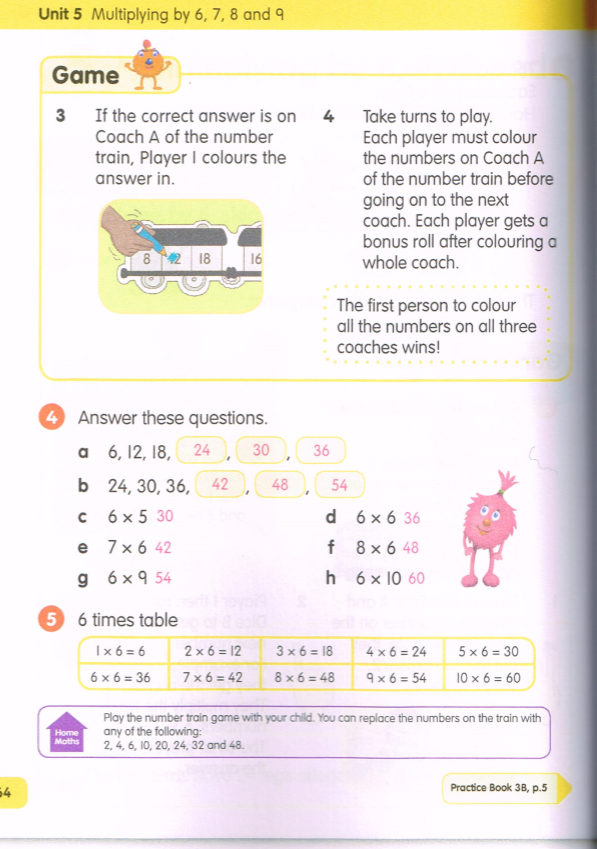 Unit 5 Multiplying by 6, 7, 8 and 9
Game
3 If the correct answer is on
Coach A of the number
train, Player 1 colours the
answer in.
8 12 18 16
4 Take turns to play.
Each player must colour
the numbers on Coach A
of the number train before
going on to the next
coach. Each player gets a
bonus roll after colouring a
whole coach.
The first person to colour
all the numbers on all three
coaches wins!
4 Answer these questions.
a 6, 12, 18, 24, 30, 36
b 24, 30, 36, 42, 48, 54
c 6 × 5 30
d 6 × 6 36
e 7 × 6 42
f 8 × 6 48
g 6 × 9 54
h 6 × 10 60
5 6 times table
1 × 6 = 6 2 × 6 = 12 3 × 6 = 18 4 × 6 = 24 5 × 6 = 30
6 × 6 = 36 7 × 6 = 42 8 × 6 = 48 9 × 6 = 54 10 × 6 = 60
Home
Maths
Play the number train game with your child. You can replace the numbers on the train with
any of the following:
2, 4, 6, 10, 20, 24, 32 and 48.
64
Practice Book 3B, p.5